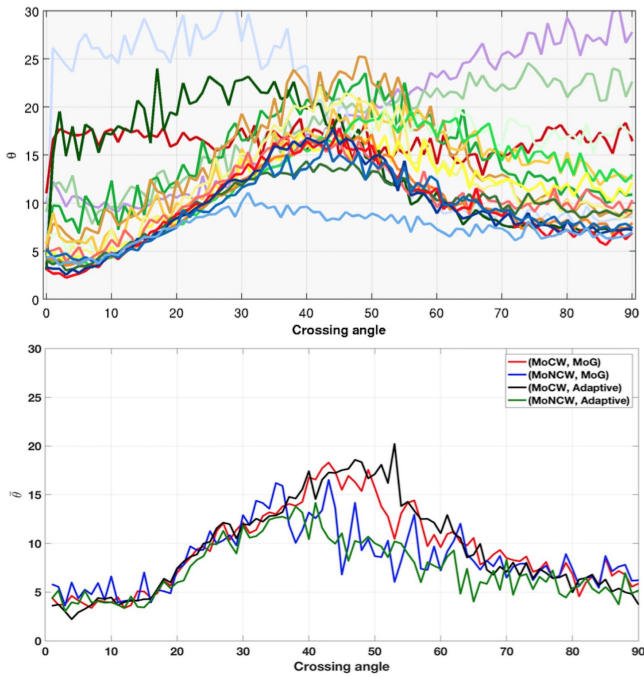 30
25
20
15
10
5
0
θ
0 10 20 30 40 50 60 70 80 90
Crossing angle
30
25
20
15
10
5
0
θ̄
(MoCW, MoG)
(MoNCW, MoG)
(MoCW, Adaptive)
(MoNCW, Adaptive)
0 10 20 30 40 50 60 70 80 90
Crossing angle